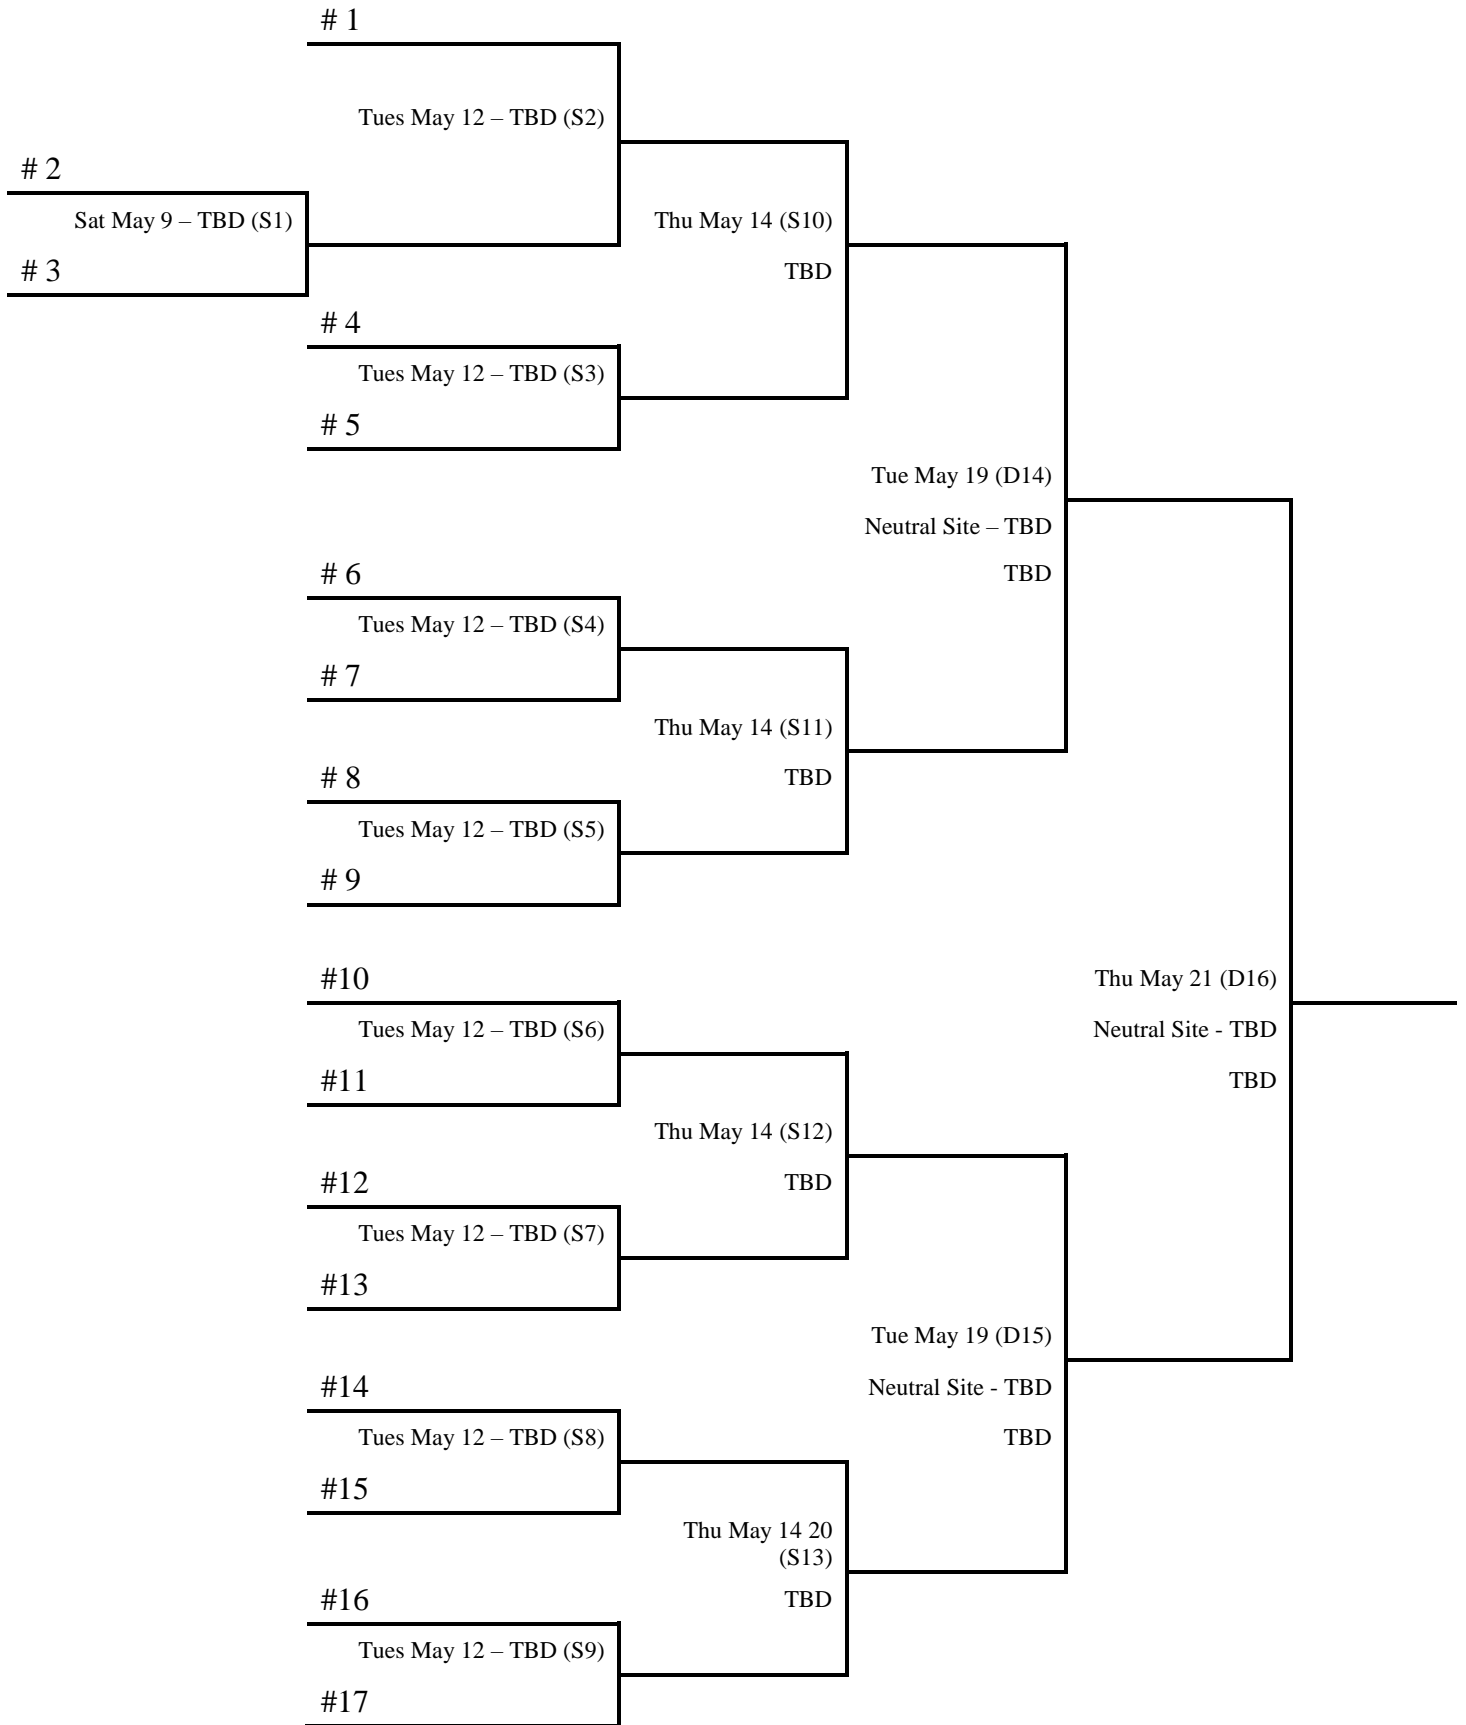 # 1
Tues May 12 – TBD (S2)
# 2
Sat May 9 – TBD (S1)
# 3
Thu May 14 (S10)
TBD
# 4
Tues May 12 – TBD (S3)
# 5
Tue May 19 (D14)
Neutral Site – TBD
TBD
# 6
Tues May 12 – TBD (S4)
# 7
Thu May 14 (S11)
TBD
# 8
Tues May 12 – TBD (S5)
# 9
#10
Tues May 12 – TBD (S6)
#11
Thu May 21 (D16)
Neutral Site - TBD
TBD
Thu May 14 (S12)
TBD
#12
Tues May 12 – TBD (S7)
#13
Tue May 19 (D15)
Neutral Site - TBD
TBD
#14
Tues May 12 – TBD (S8)
#15
Thu May 14 20
(S13)
TBD
#16
Tues May 12 – TBD (S9)
#17